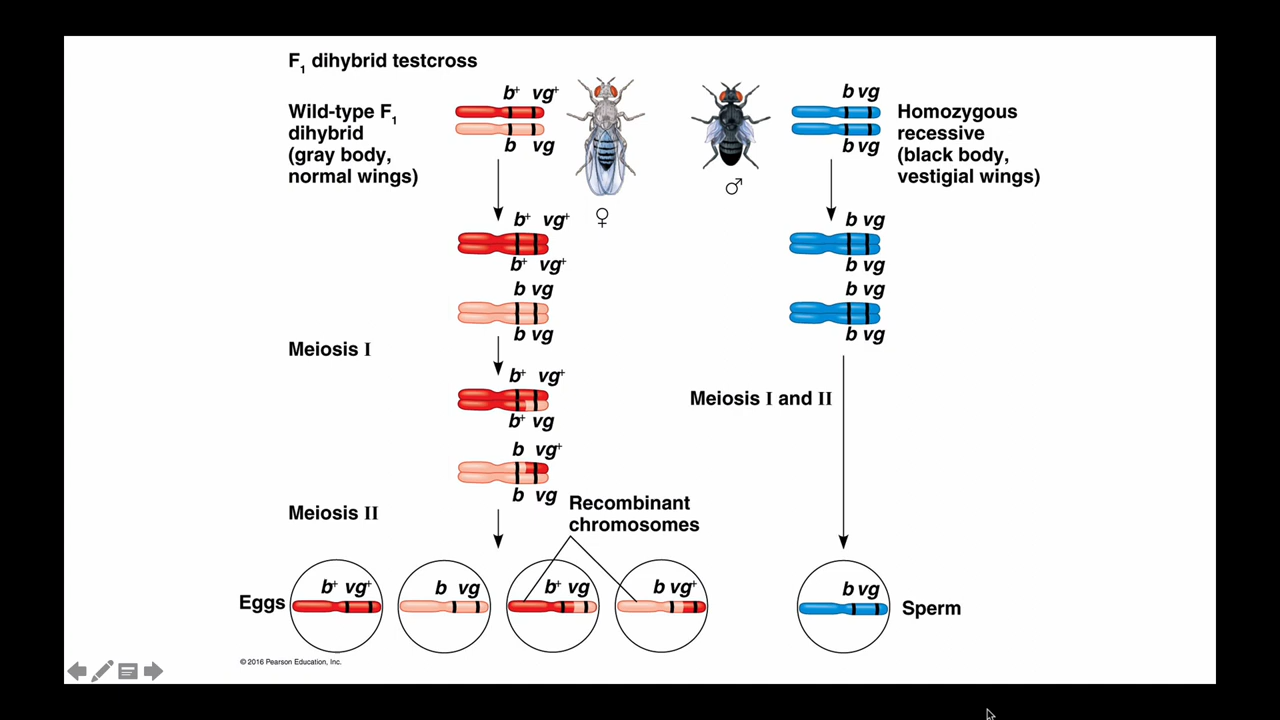 F1 dihybrid testcross
Wild-type F1
dihybrid
(gray body,
normal wings)
b+ vg+
b vg
♀
♂
b vg
b vg
Homozygous
recessive
(black body,
vestigial wings)
b+ vg+
b+ vg+
b vg
b vg
b vg
b vg
b vg
b vg
Meiosis I
b+ vg+
b+ vg
b vg+
b vg
Meiosis I and II
Meiosis II
Recombinant
chromosomes
Eggs
b+ vg+
b vg
b+ vg
b vg+
b vg
Sperm
© 2016 Pearson Education, Inc.